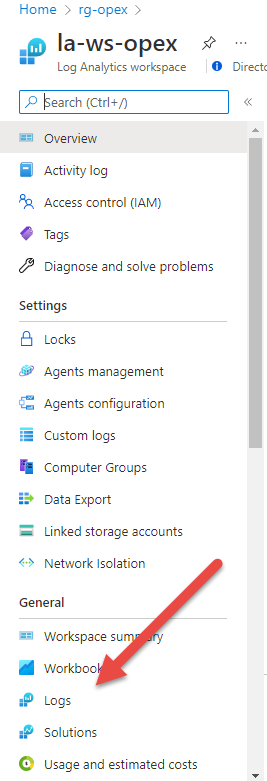 Home > rg-opex >
la-ws-opex
Log Analytics workspace
Directo
Search (Ctrl+/)
Overview
Activity log
Access control (IAM)
Tags
Diagnose and solve problems
Settings
Locks
Agents management
Agents configuration
Custom logs
Computer Groups
Data Export
Linked storage accounts
Network Isolation
General
Workspace summary
Workbook
Logs
Solutions
Usage and estimated costs